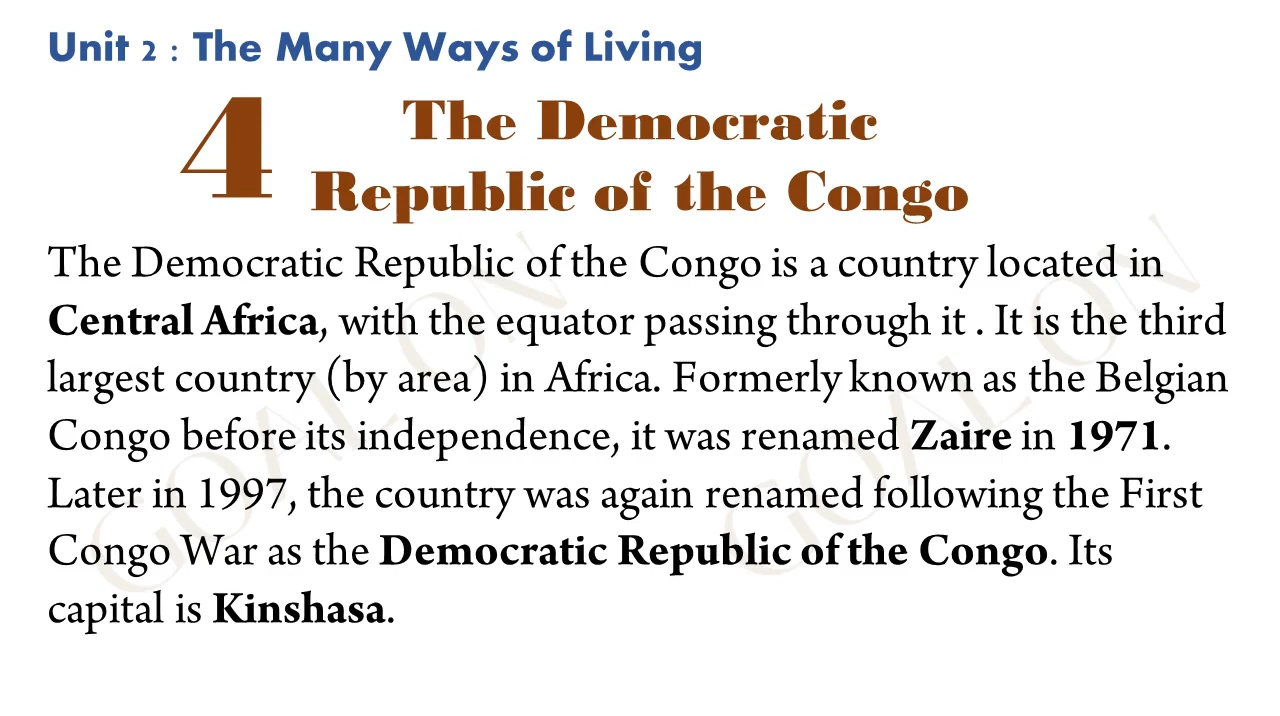 Unit 2 : The Many Ways of Living
4
The Democratic
Republic of the Congo
The Democratic Republic of the Congo is a country located in
Central Africa, with the equator passing through it . It is the third
largest country (by area) in Africa. Formerly known as the Belgian
Congo before its independence, it was renamed Zaire in 1971.
Later in 1997, the country was again renamed following the First
Congo War as the Democratic Republic of the Congo. Its
capital is Kinshasa.
GOAL ON
GOAL ON